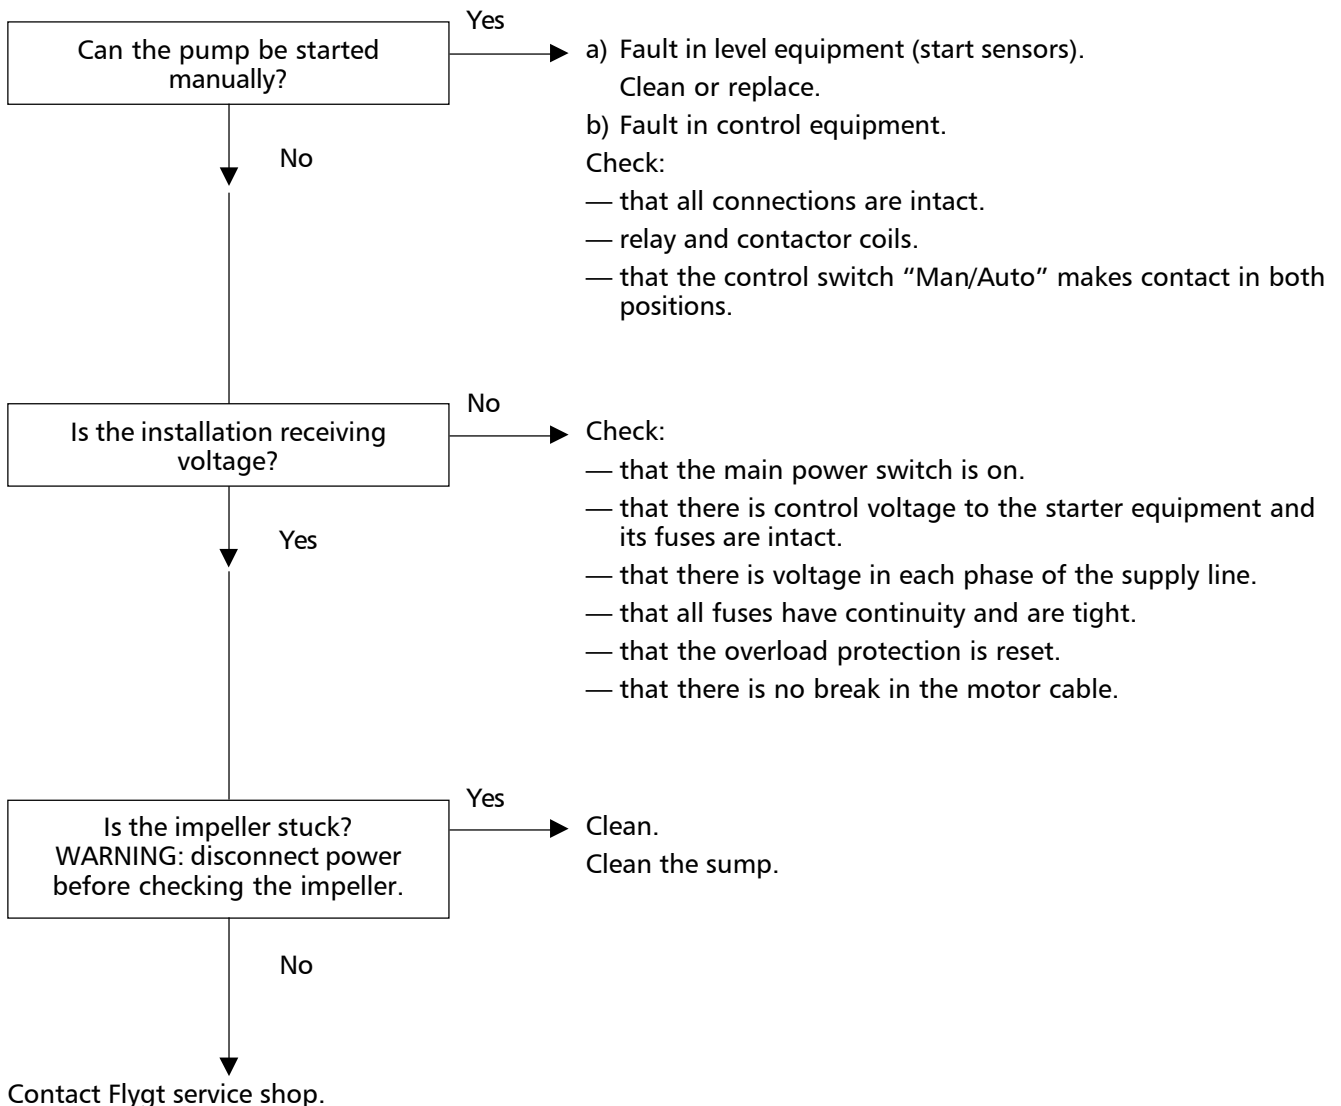 Can the pump be started
manually?
Yes
a) Fault in level equipment (start sensors).
Clean or replace.
b) Fault in control equipment.
Check:
— that all connections are intact.
— relay and contactor coils.
— that the control switch “Man/Auto” makes contact in both
positions.
No
Is the installation receiving
voltage?
No
Check:
— that the main power switch is on.
— that there is control voltage to the starter equipment and
its fuses are intact.
— that there is voltage in each phase of the supply line.
— that all fuses have continuity and are tight.
— that the overload protection is reset.
— that there is no break in the motor cable.
Yes
Is the impeller stuck?
WARNING: disconnect power
before checking the impeller.
Yes
Clean.
Clean the sump.
No
Contact Flygt service shop.